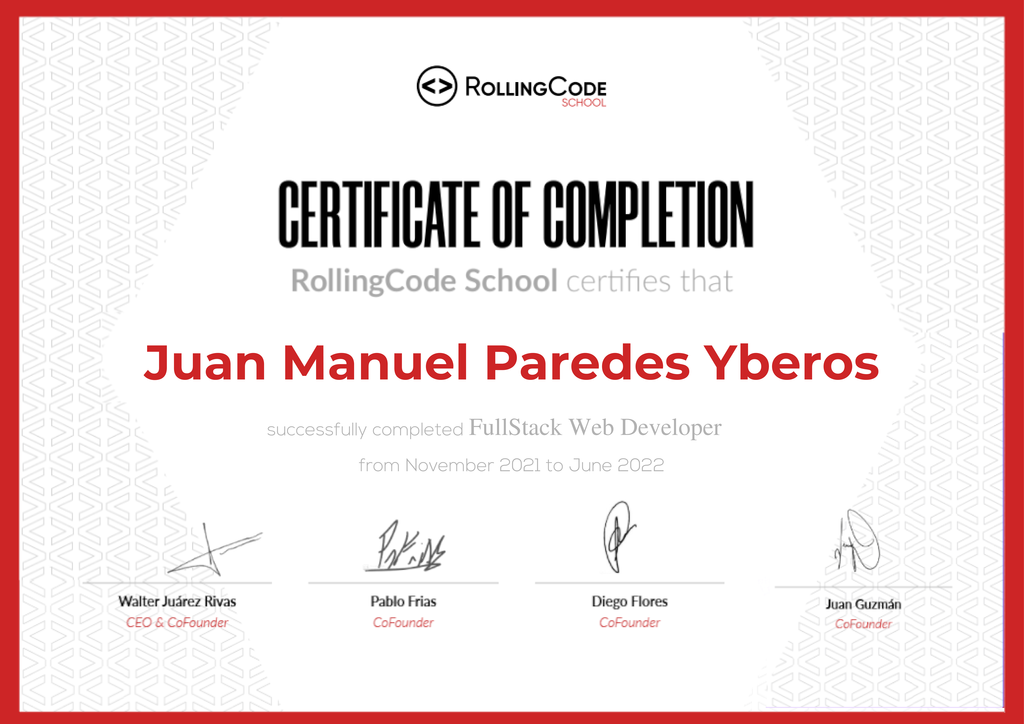 <> ROLLINGCODE
SCHOOL
CERTIFICATE OF COMPLETION
RollingCode School certifies that
Juan Manuel Paredes Yberos
successfully completed FullStack Web Developer
from November 2021 to June 2022
Walter Juárez Rivas
CEO & CoFounder
Pablo Frias
CoFounder
Diego Flores
CoFounder
Juan Guzmán
CoFounder